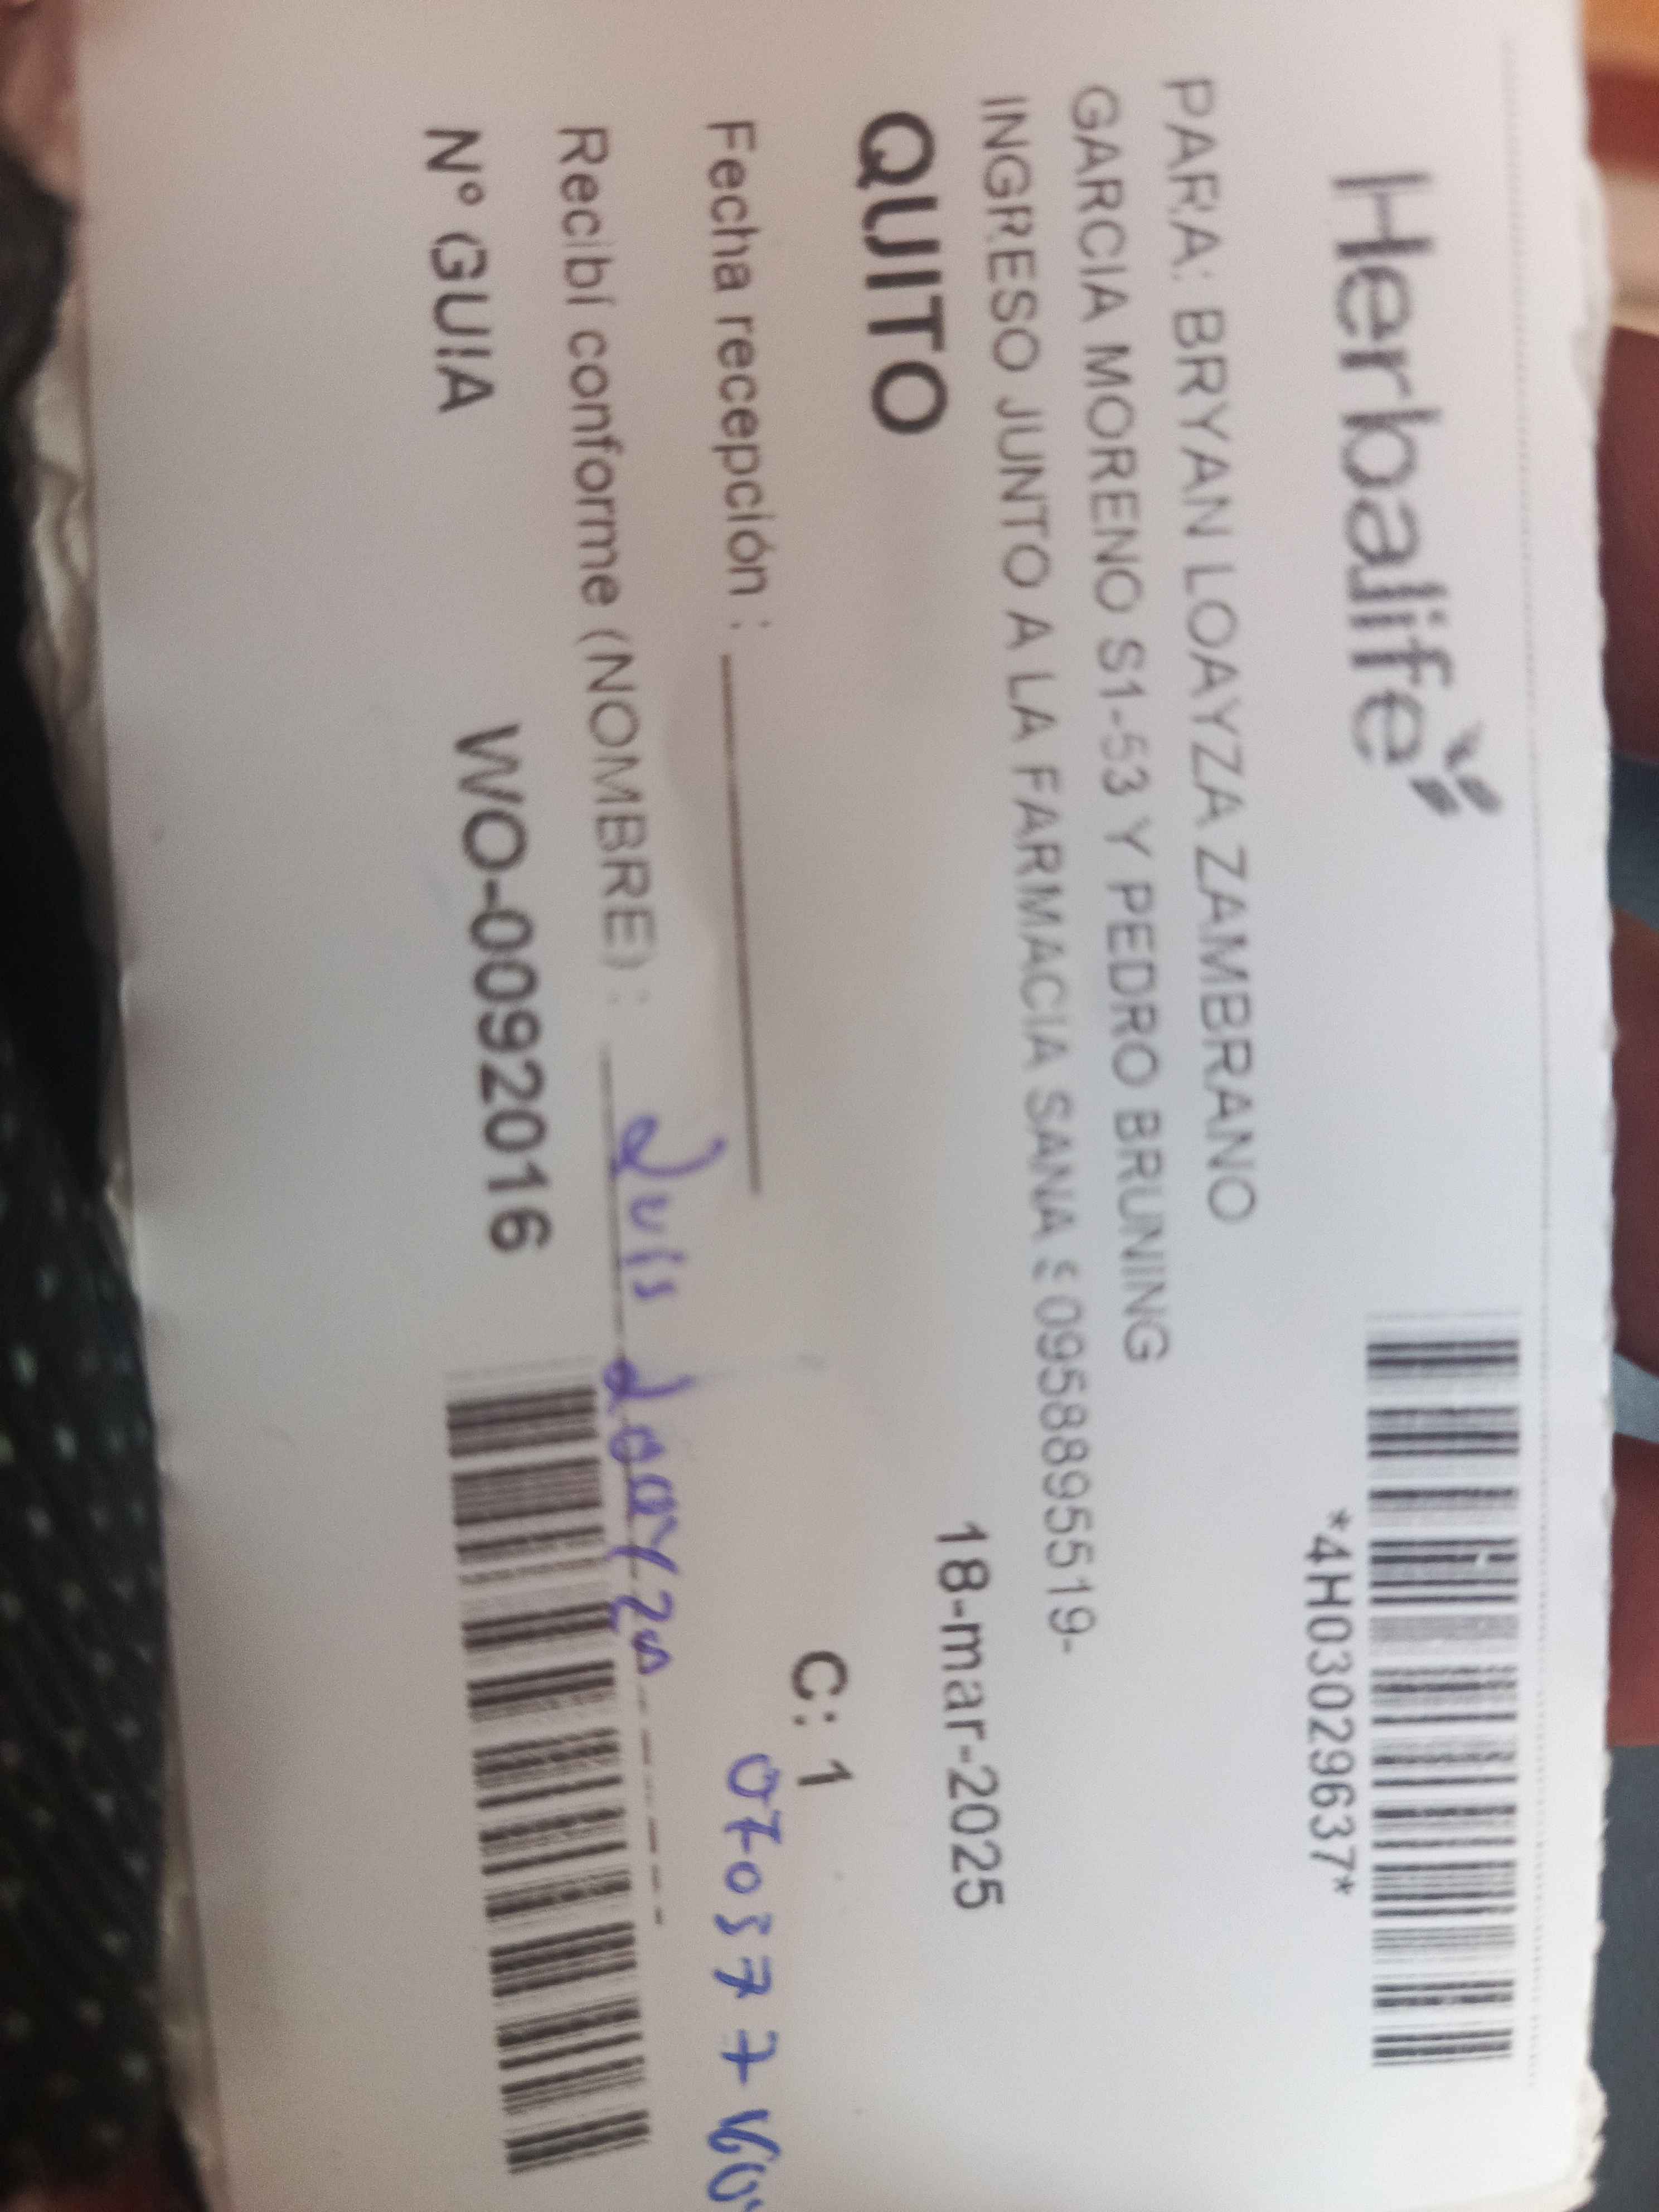 Herbalife
*4H03029637*
PARA: BRYAN LOAYZA ZAMBRANO
GARCIA MORENO S1-53 Y PEDRO BRUNING
INGRESO JUNTO A LA FARMACIA SANA S 0958895519-
QUITO
18-mar-2025
C: 1
Fecha recepción :
Recibí conforme (NOMBRE) : Luis Loayza
Nº GUIA WO-0092016